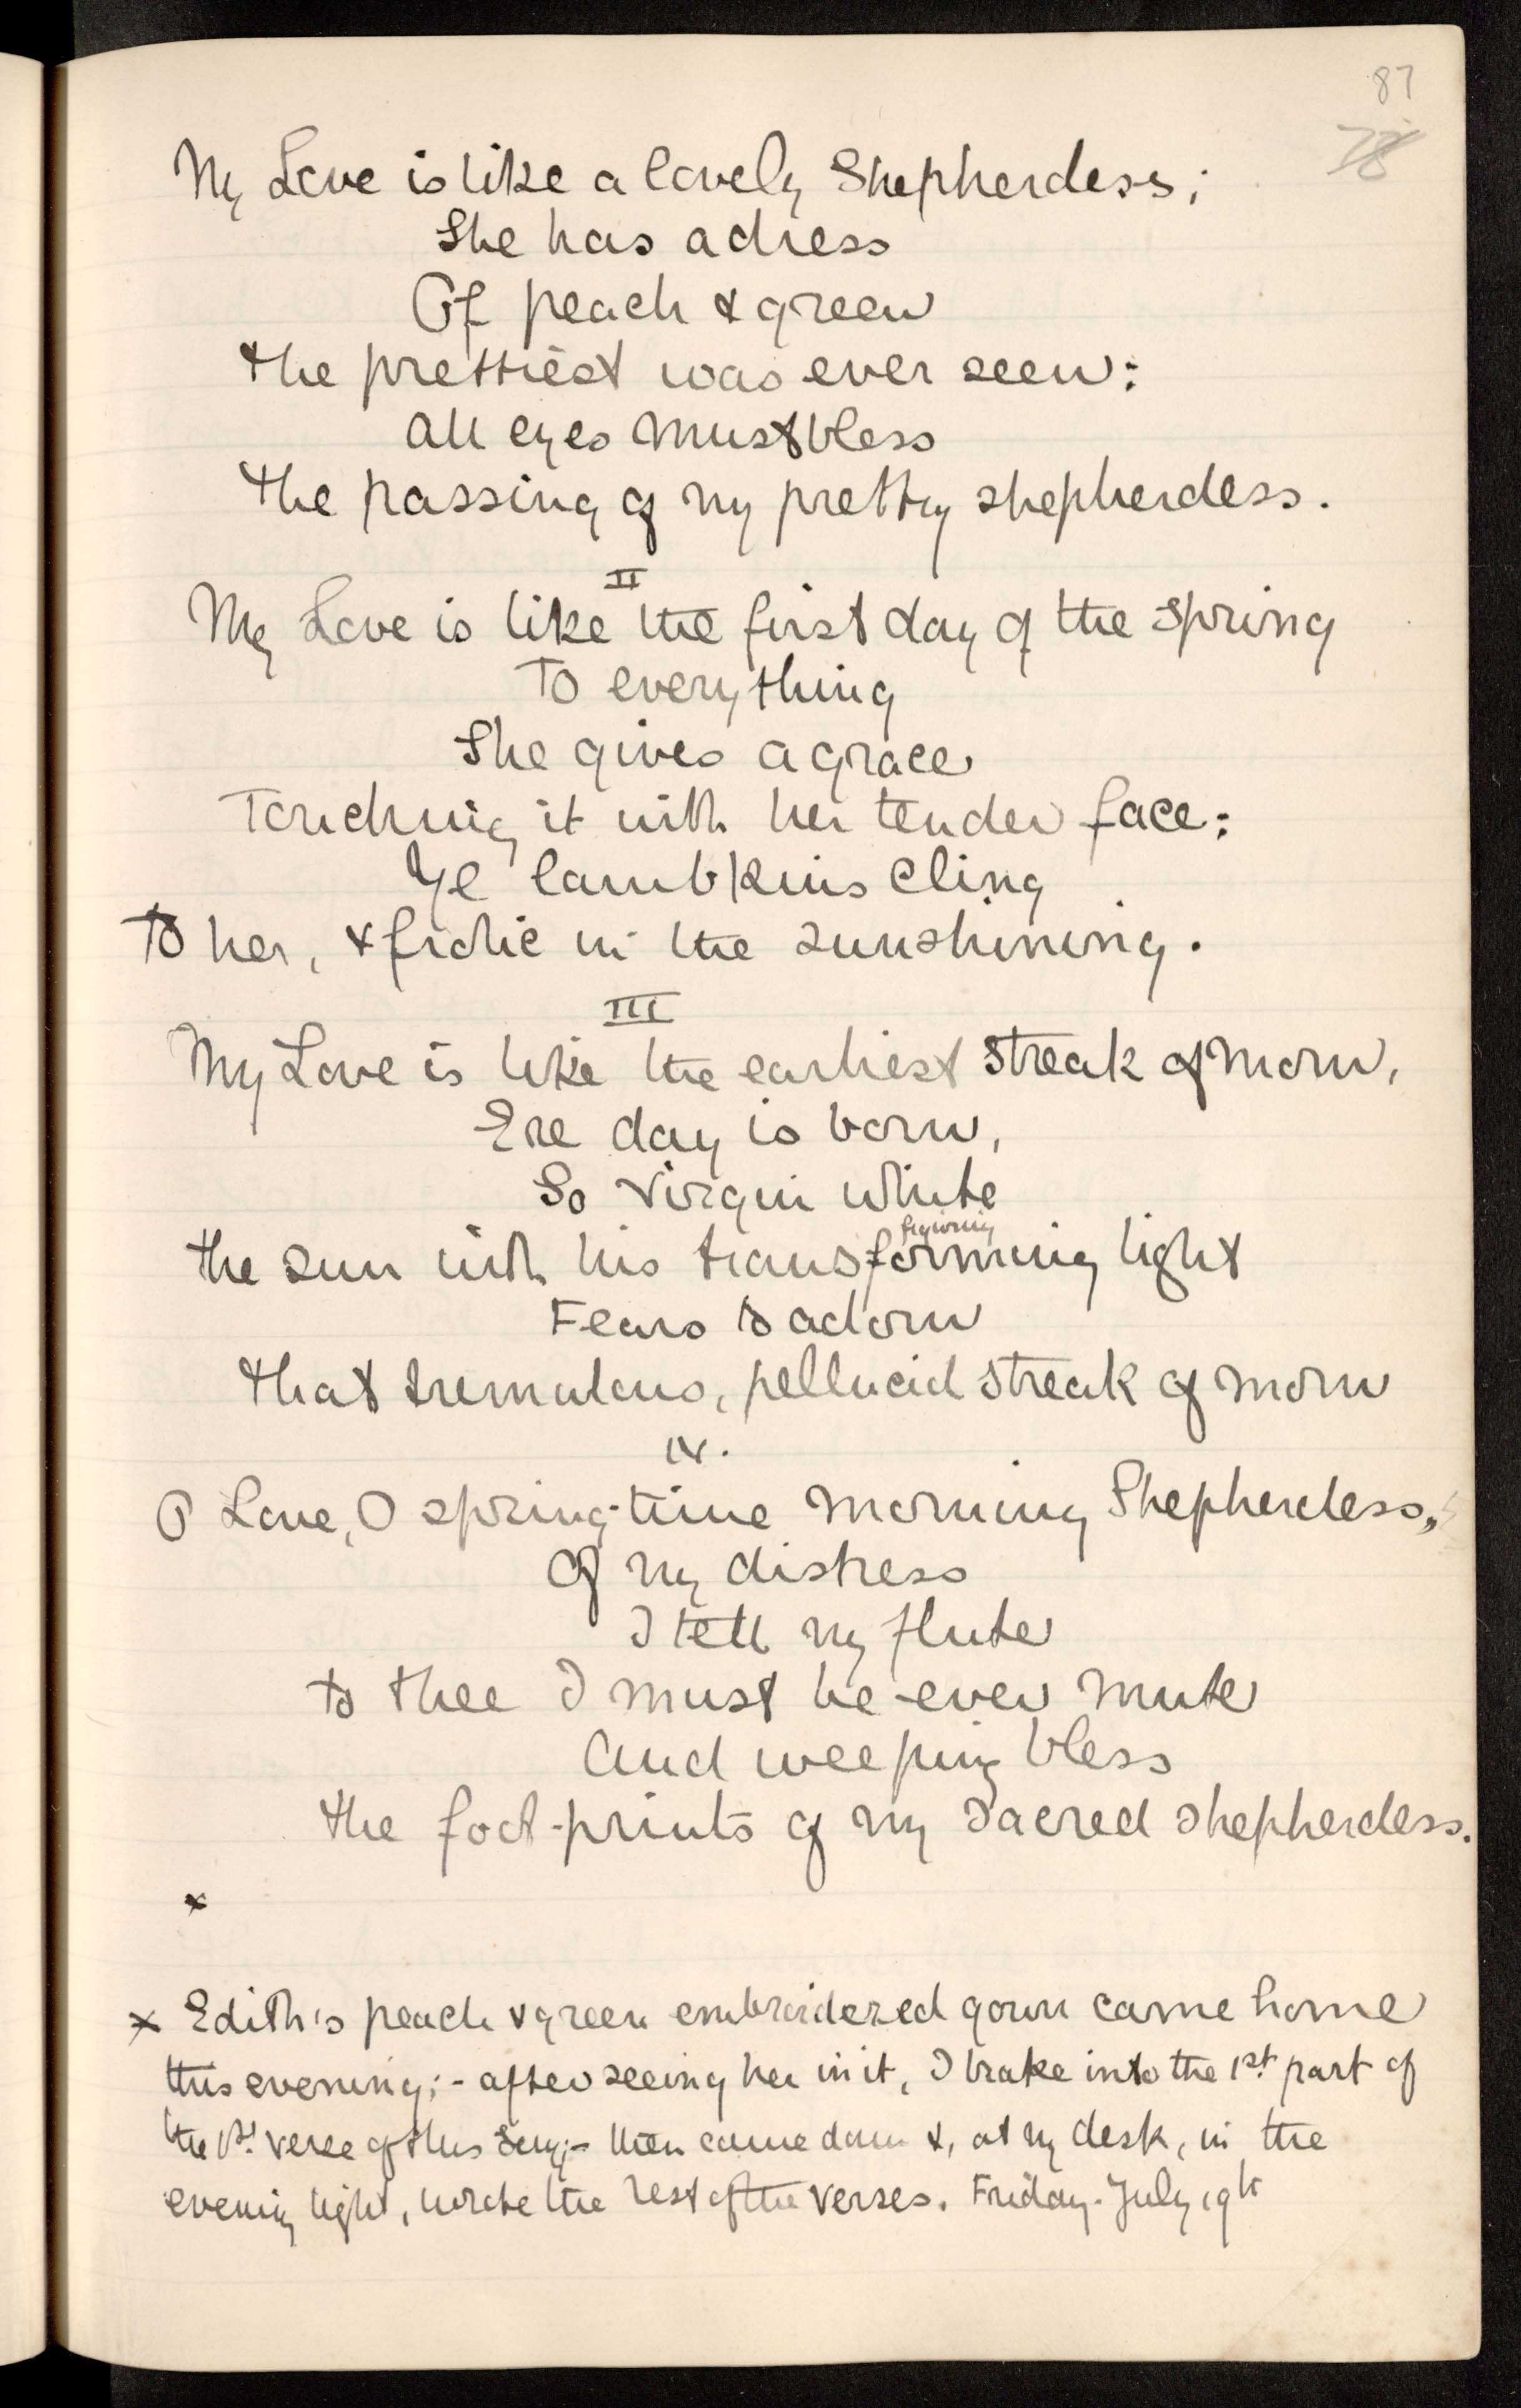 87
78
My Love is like a lovely Shepherdess;
She has a dress
Of peach & green
the prettiest was ever seen:
All eyes must bless
the passing of my pretty shepherdess.
II
My Love is like the first day of the spring
To everything
She gives a grace
Touching it with her tender face:
Ye lambkins cling
To her, & frolic in the sunshining.
III
My Love is like the earliest streak of morn,
Ere day is born,
So virgin white
figuring
the sun with his transforming light
Fears to adorn
that tremulous, pellucid streak of morn
IV.
O Love, O spring-time morning Shepherdess,
Of my distress
I tell my flute
to thee I must be ever mute
And weeping bless
the foot-prints of my sacred shepherdess.
x
x Edith's peach & green embroidered gown came home
this evening; - after seeing her in it, I brake into the 1st. part of
the 1st. verse of this Song; - then came down &, at my desk, in the
evening light, wrote the rest of the verses. Friday. July 19th